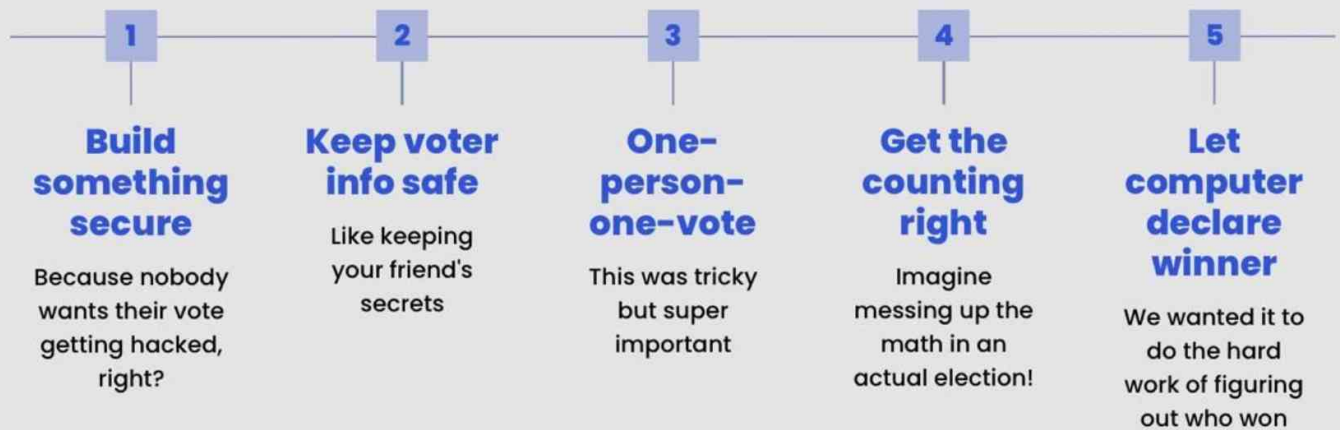 1
Build
something
secure
Because nobody
wants their vote
getting hacked,
right?
2
Keep voter
info safe
Like keeping
your friend's
secrets
3
One-
person-
one-vote
This was tricky
but super
important
4
Get the
counting
right
Imagine
messing up the
math in an
actual election!
5
Let
computer
declare
winner
We wanted it to
do the hard
work of figuring
out who won